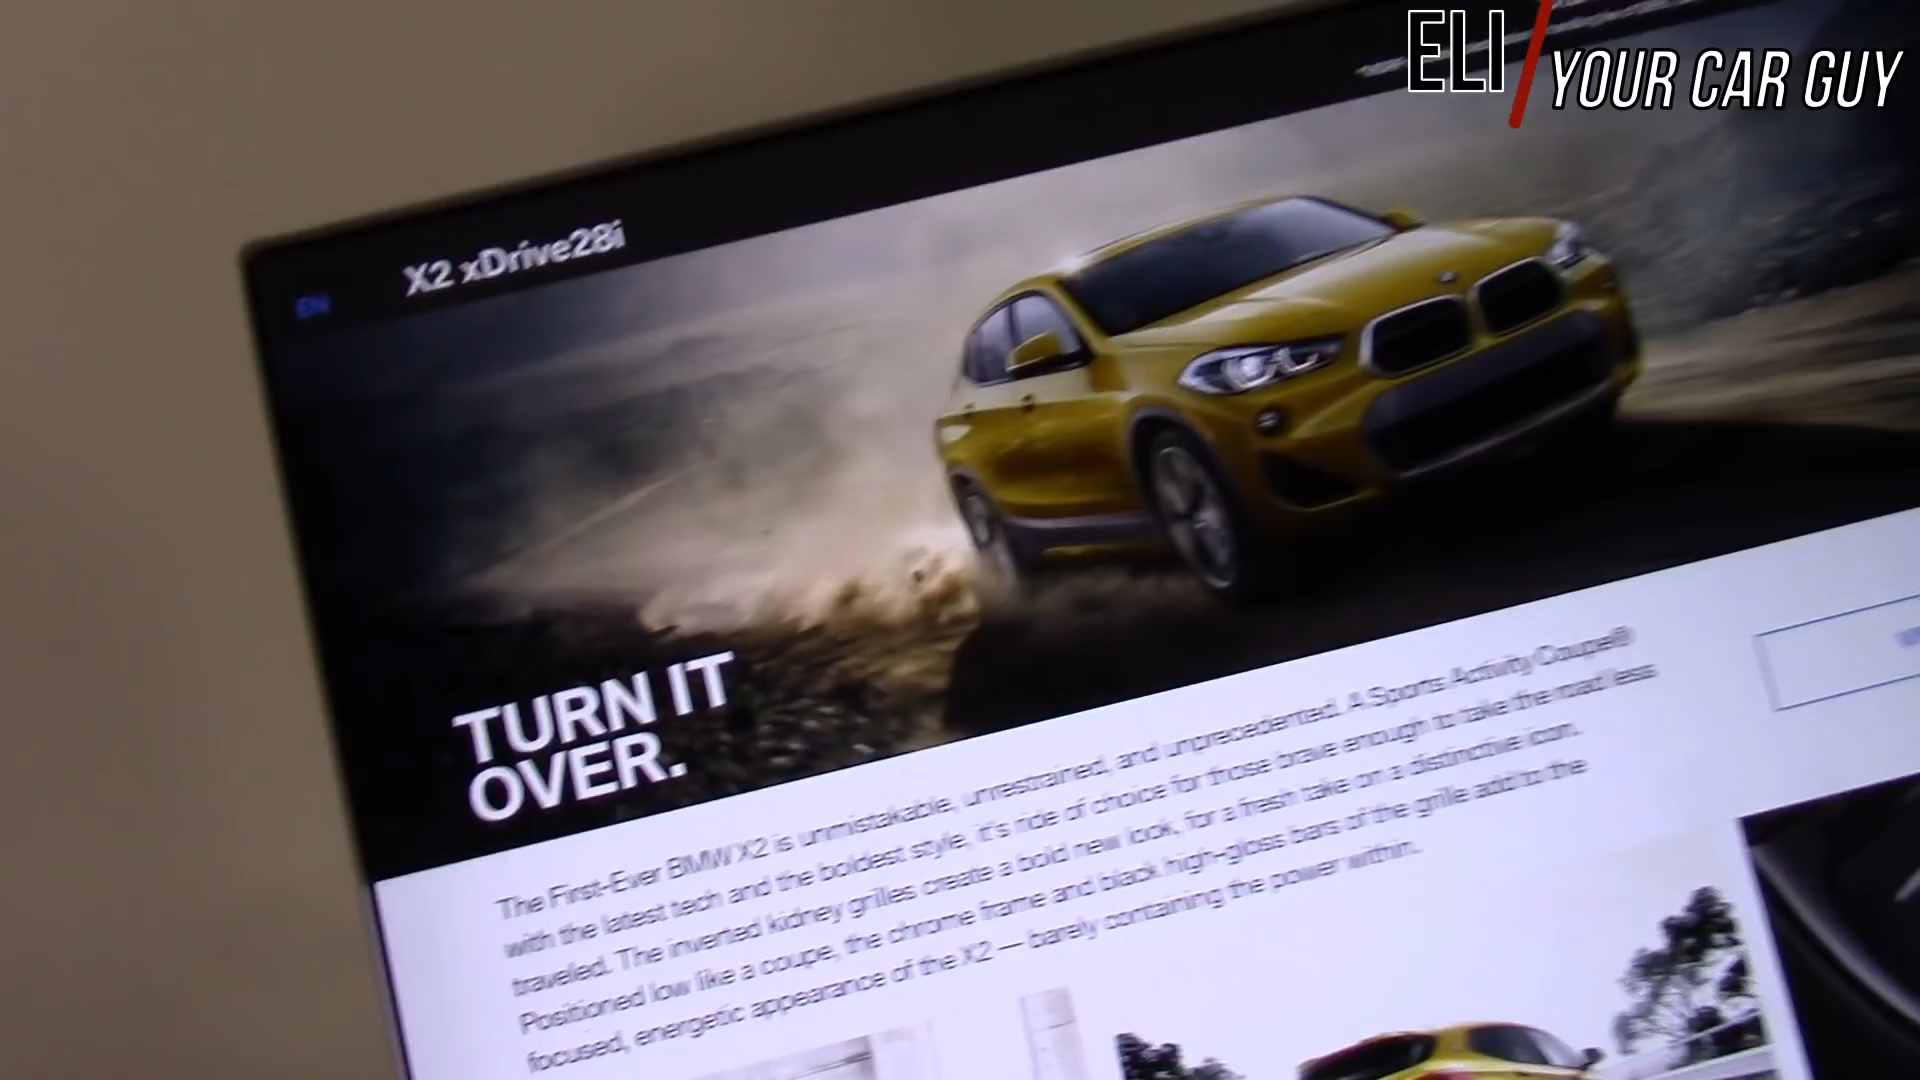 ELI
YOUR CAR GUY
X2 xDrive28i
EN
TURN IT
OVER.
The First-Ever BMW X2 is unmistakable, unrestrained, and unprecedented. A Sports Activity Coupe®
with the latest tech and the boldest style, it's ride of choice for those brave enough to take the road less
traveled. The inverted kidney grilles create a bold new look, for a fresh take on a distinctive icon.
Positioned low like a coupe, the chrome frame and black high-gloss bars of the grille add to the
focused, energetic appearance of the X2 — barely containing the power within.